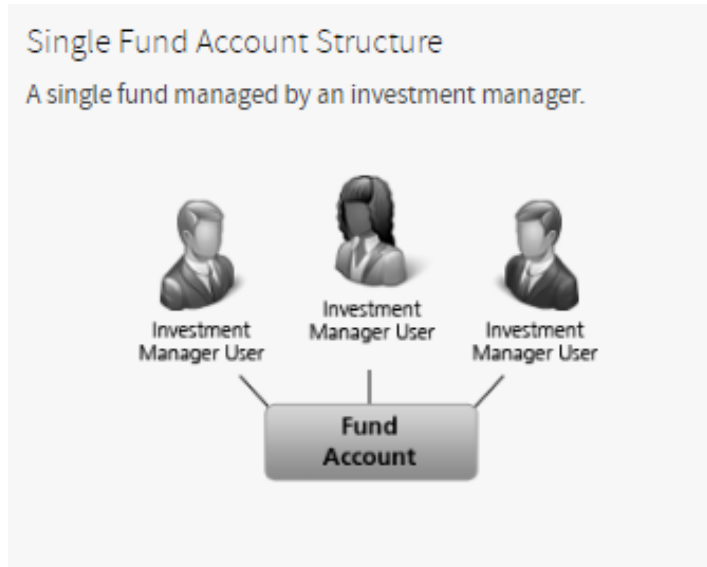 Single Fund Account Structure
A single fund managed by an investment manager.
Investment
Manager User
Investment
Manager User
Investment
Manager User
Fund
Account